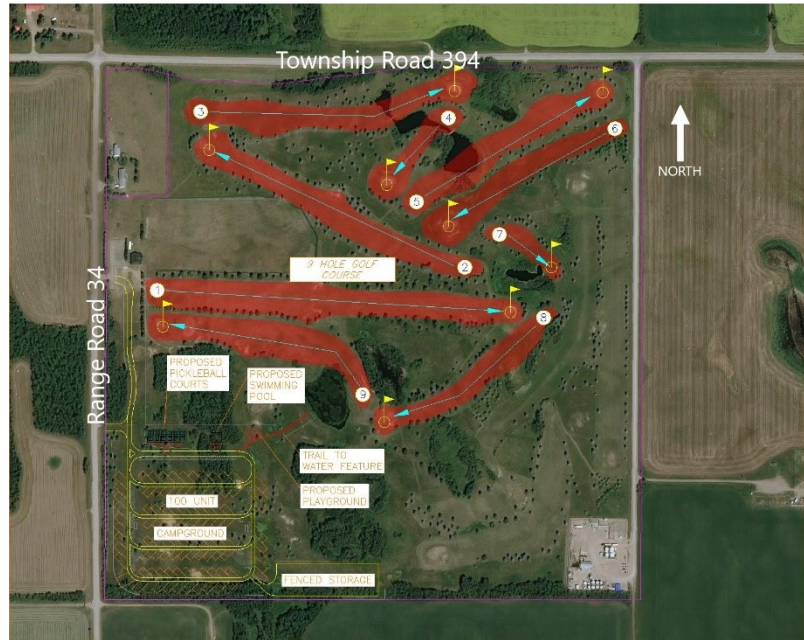 Township Road 394
3
4
6
NORTH
5
7
2
9 HOLE GOLF
COURSE
1
8
Range Road 34
PROPOSED
PICKLEBALL
COURTS
PROPOSED
SWIMMING
POOL
9
TRAIL TO
WATER FEATURE
PROPOSED
PLAYGROUND
100 UNIT
CAMPGROUND
FENCED STORAGE